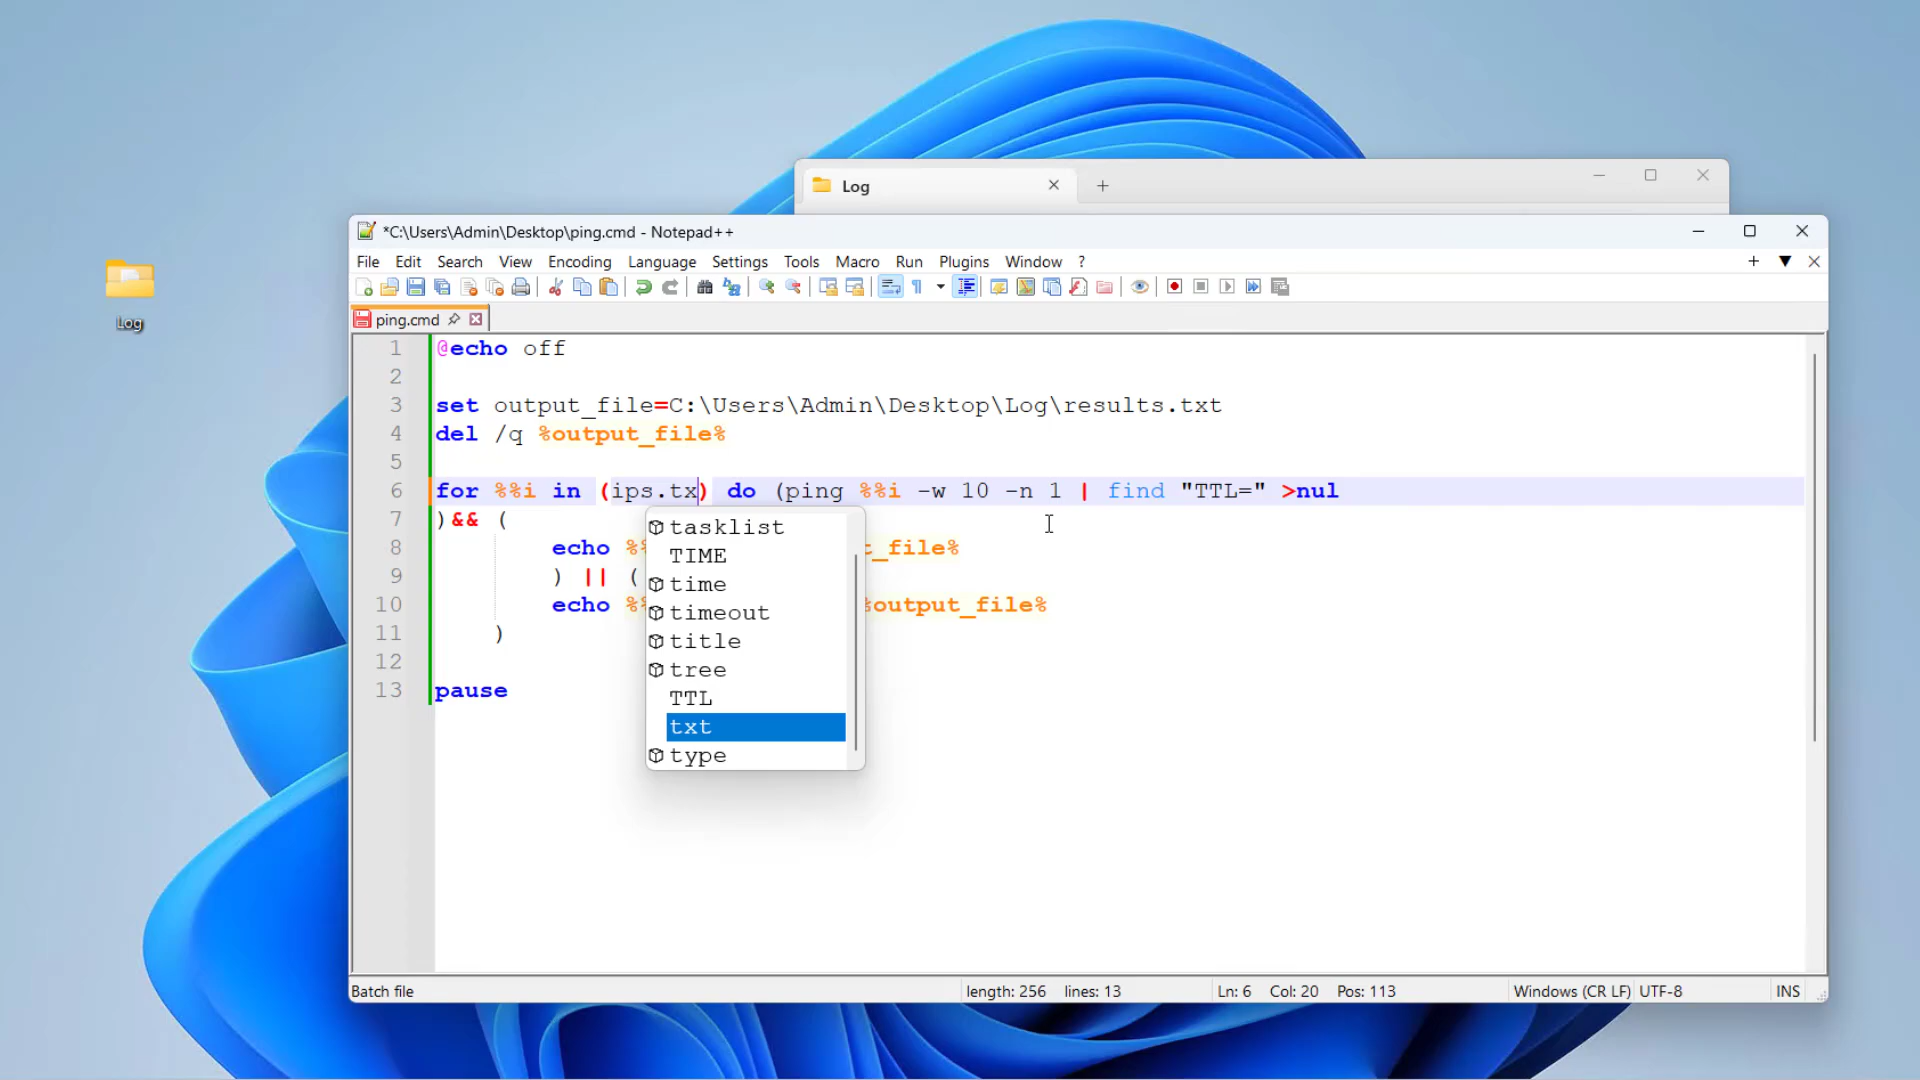 Log
*C:\Users\Admin\Desktop\ping.cmd - Notepad++
File Edit Search View Encoding Language Settings Tools Macro Run Plugins Window ?
ping.cmd
Log
1 @echo off
2
3 set output_file=C:\Users\Admin\Desktop\Log\results.txt
4 del /q %output_file%
5
6 for %%i in (ips.tx) do (ping %%i -w 10 -n 1 | find "TTL=" >nul
7 )&& (
8 echo %% t_file%
9 ) || (
10 echo %% %output_file%
11 )
12
13 pause
tasklist
TIME
time
timeout
title
tree
TTL
txt
type
Batch file length: 256 lines: 13 Ln: 6 Col: 20 Pos: 113 Windows (CR LF) UTF-8 INS